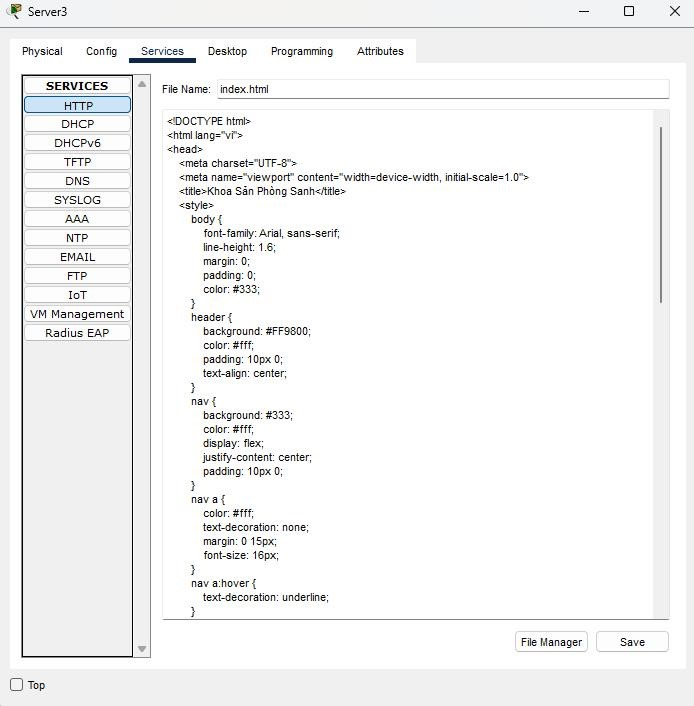 Server3
Physical Config Services Desktop Programming Attributes
SERVICES
HTTP
DHCP
DHCPv6
TFTP
DNS
SYSLOG
AAA
NTP
EMAIL
FTP
IoT
VM Management
Radius EAP
File Name: index.html
<!DOCTYPE html>
<html lang="vi">
<head>
<meta charset="UTF-8">
<meta name="viewport" content="width=device-width, initial-scale=1.0">
<title>Khoa Sản Phòng Sanh</title>
<style>
body {
font-family: Arial, sans-serif;
line-height: 1.6;
margin: 0;
padding: 0;
color: #333;
}
header {
background: #FF9800;
color: #fff;
padding: 10px 0;
text-align: center;
}
nav {
background: #333;
color: #fff;
display: flex;
justify-content: center;
padding: 10px 0;
}
nav a {
color: #fff;
text-decoration: none;
margin: 0 15px;
font-size: 16px;
}
nav a:hover {
text-decoration: underline;
}
File Manager Save
Top